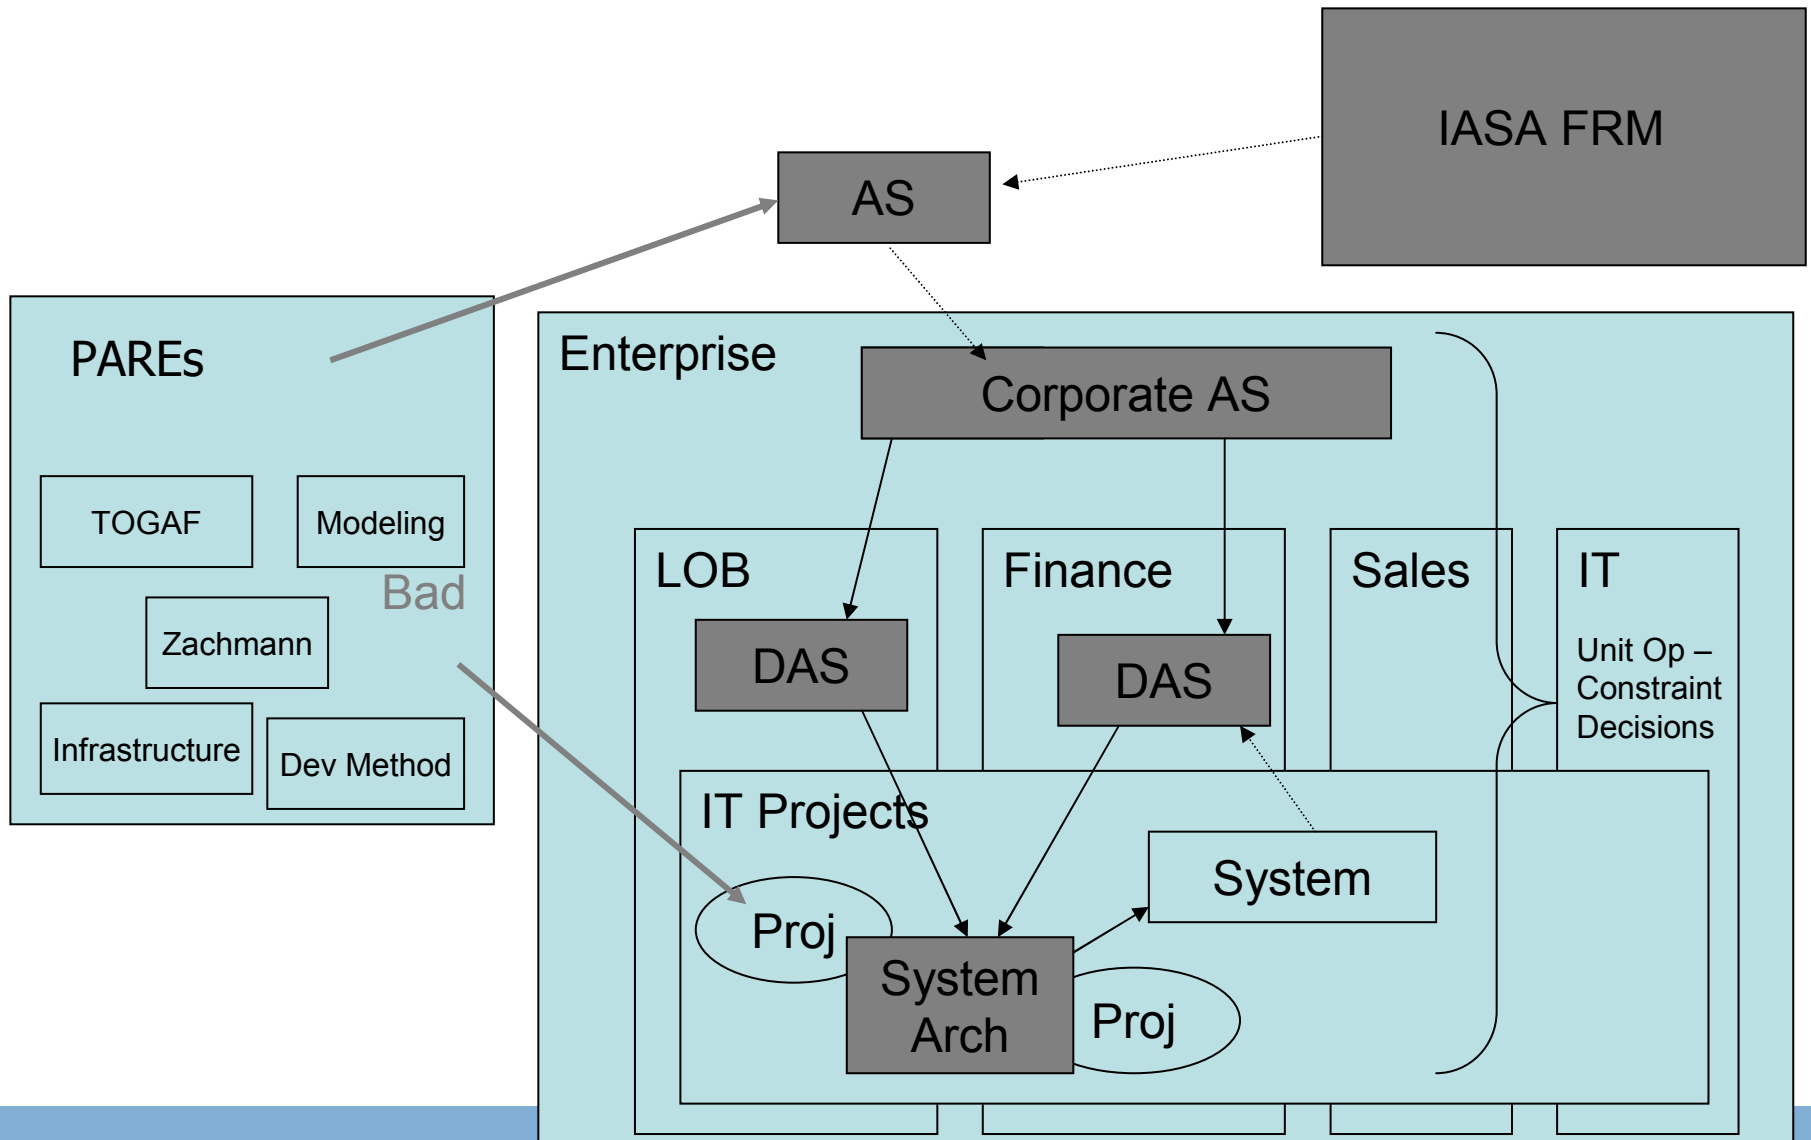 IASA FRM
AS
PAREs
Enterprise
Corporate AS
TOGAF
Modeling
Bad
Zachmann
Infrastructure
Dev Method
LOB
Finance
Sales
IT
DAS
DAS
Unit Op –
Constraint
Decisions
IT Projects
System
Proj
System
Arch
Proj